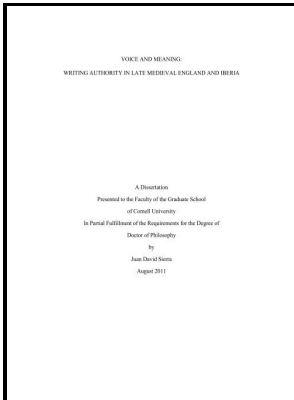 VOICE AND MEANING:
WRITING AUTHORITY IN LATE MEDIEVAL ENGLAND AND IBERIA
A Dissertation
Presented to the Faculty of the Graduate School
of Cornell University
In Partial Fulfillment of the Requirements for the Degree of
Doctor of Philosophy
by
Juan David Sierra
August 2011